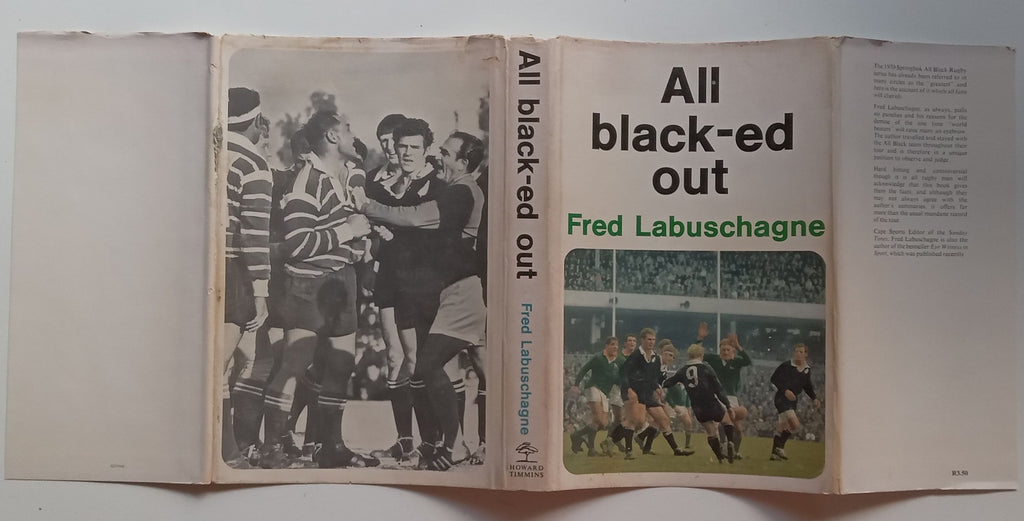 All black-ed out
Fred Labuschagne
HOWARD
TIMMINS
All
black-ed
out
Fred Labuschagne
9
The 1970 Springbok All Black Rugby
series has already been referred to in
many circles as the "greatest" and
here is the account of it which all fans
will cherish.
Fred Labuschagne, as always, pulls
no punches and his reasons for the
demise of the one time "world
beaters" will raise many an eyebrow.
The author travelled and stayed with
the All Black team throughout their
tour and is therefore in a unique
position to observe and judge.
Hard hitting and controversial
though it is all rugby men will
acknowledge that this book gives
them the facts, and although they
may not always agree with the
author's summaries it offers far
more than the usual mundane record
of the tour.
Cape Sports Editor of the Sunday
Times, Fred Labuschagne is also the
author of the bestseller Eye Witness in
Sport, which was published recently.
R3.50